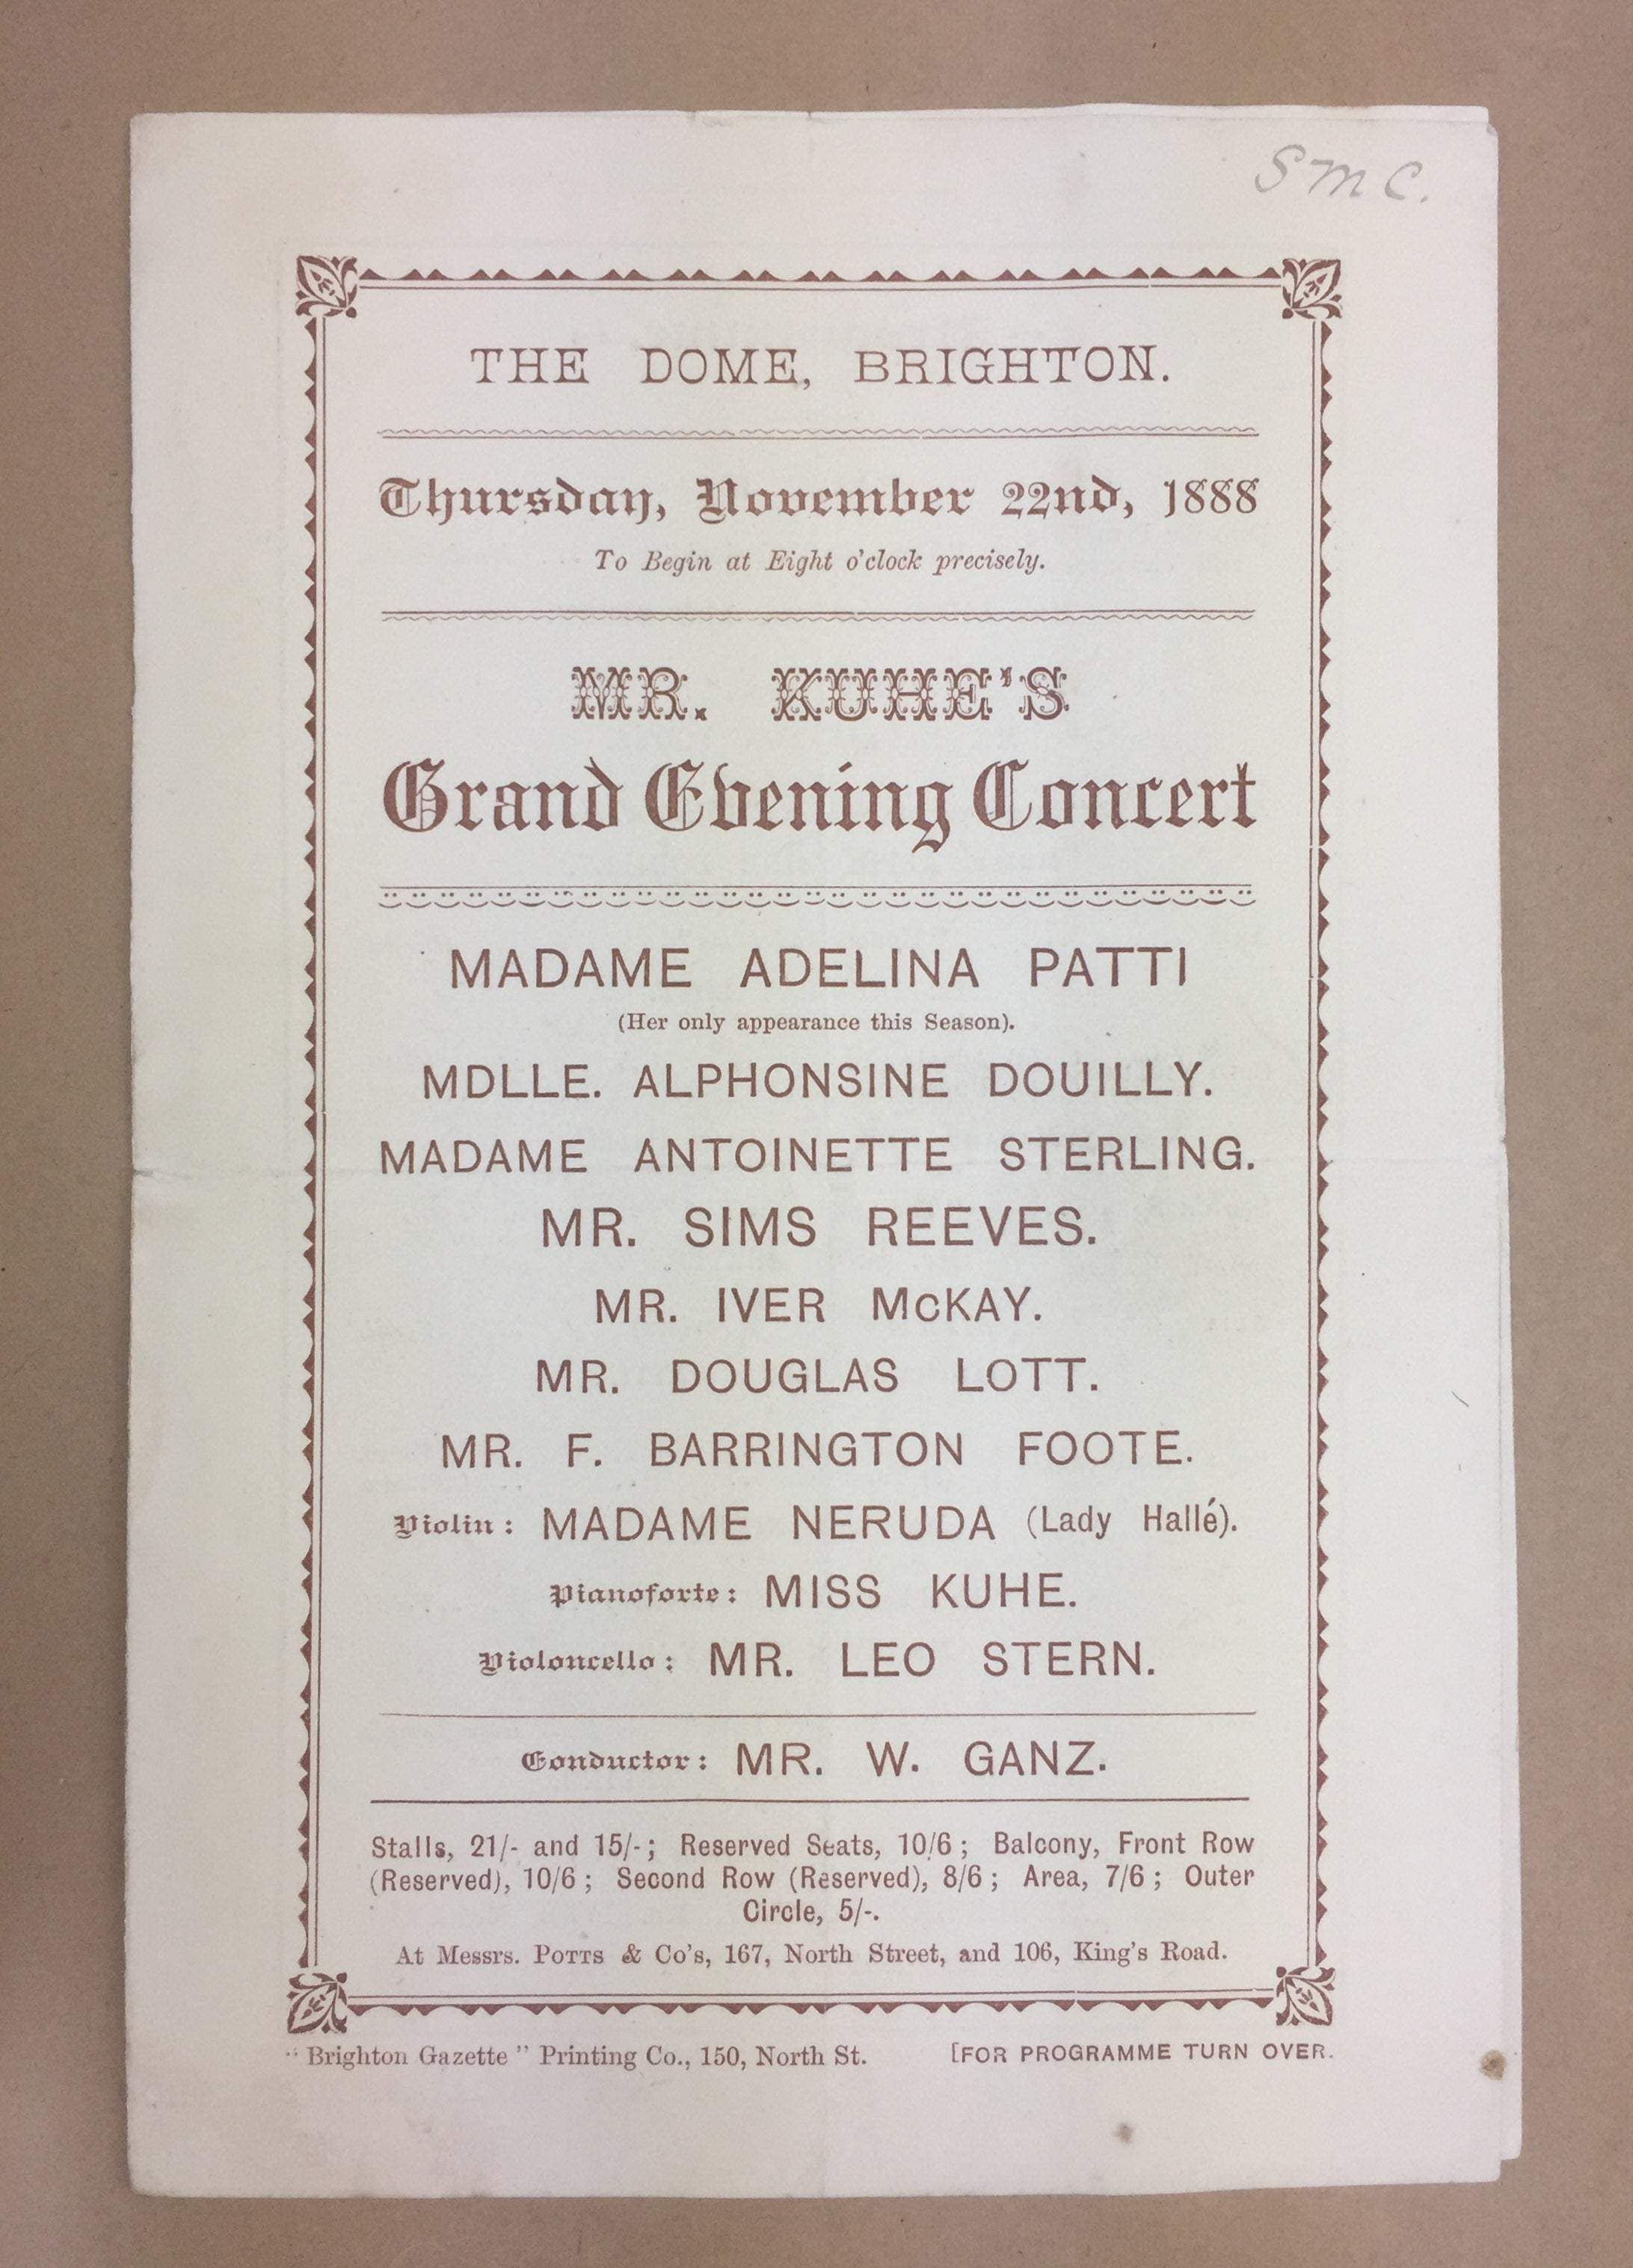 S M C.
THE DOME, BRIGHTON.
Thursday, November 22nd, 1888
To Begin at Eight o'clock precisely.
MR. KUHE'S
Grand Evening Concert
MADAME ADELINA PATTI
(Her only appearance this Season).
MDLLE. ALPHONSINE DOUILLY.
MADAME ANTOINETTE STERLING.
MR. SIMS REEVES.
MR. IVER McKAY.
MR. DOUGLAS LOTT.
MR. F. BARRINGTON FOOTE.
Violin: MADAME NERUDA (Lady Hallé).
Pianoforte: MISS KUHE.
Violoncello: MR. LEO STERN.
Conductor: MR. W. GANZ.
Stalls, 21/- and 15/-; Reserved Seats, 10/6; Balcony, Front Row
(Reserved), 10/6; Second Row (Reserved), 8/6; Area, 7/6; Outer
Circle, 5/-.
At Messrs. POTTS & Co's, 167, North Street, and 106, King's Road.
"Brighton Gazette" Printing Co., 150, North St. [FOR PROGRAMME TURN OVER.